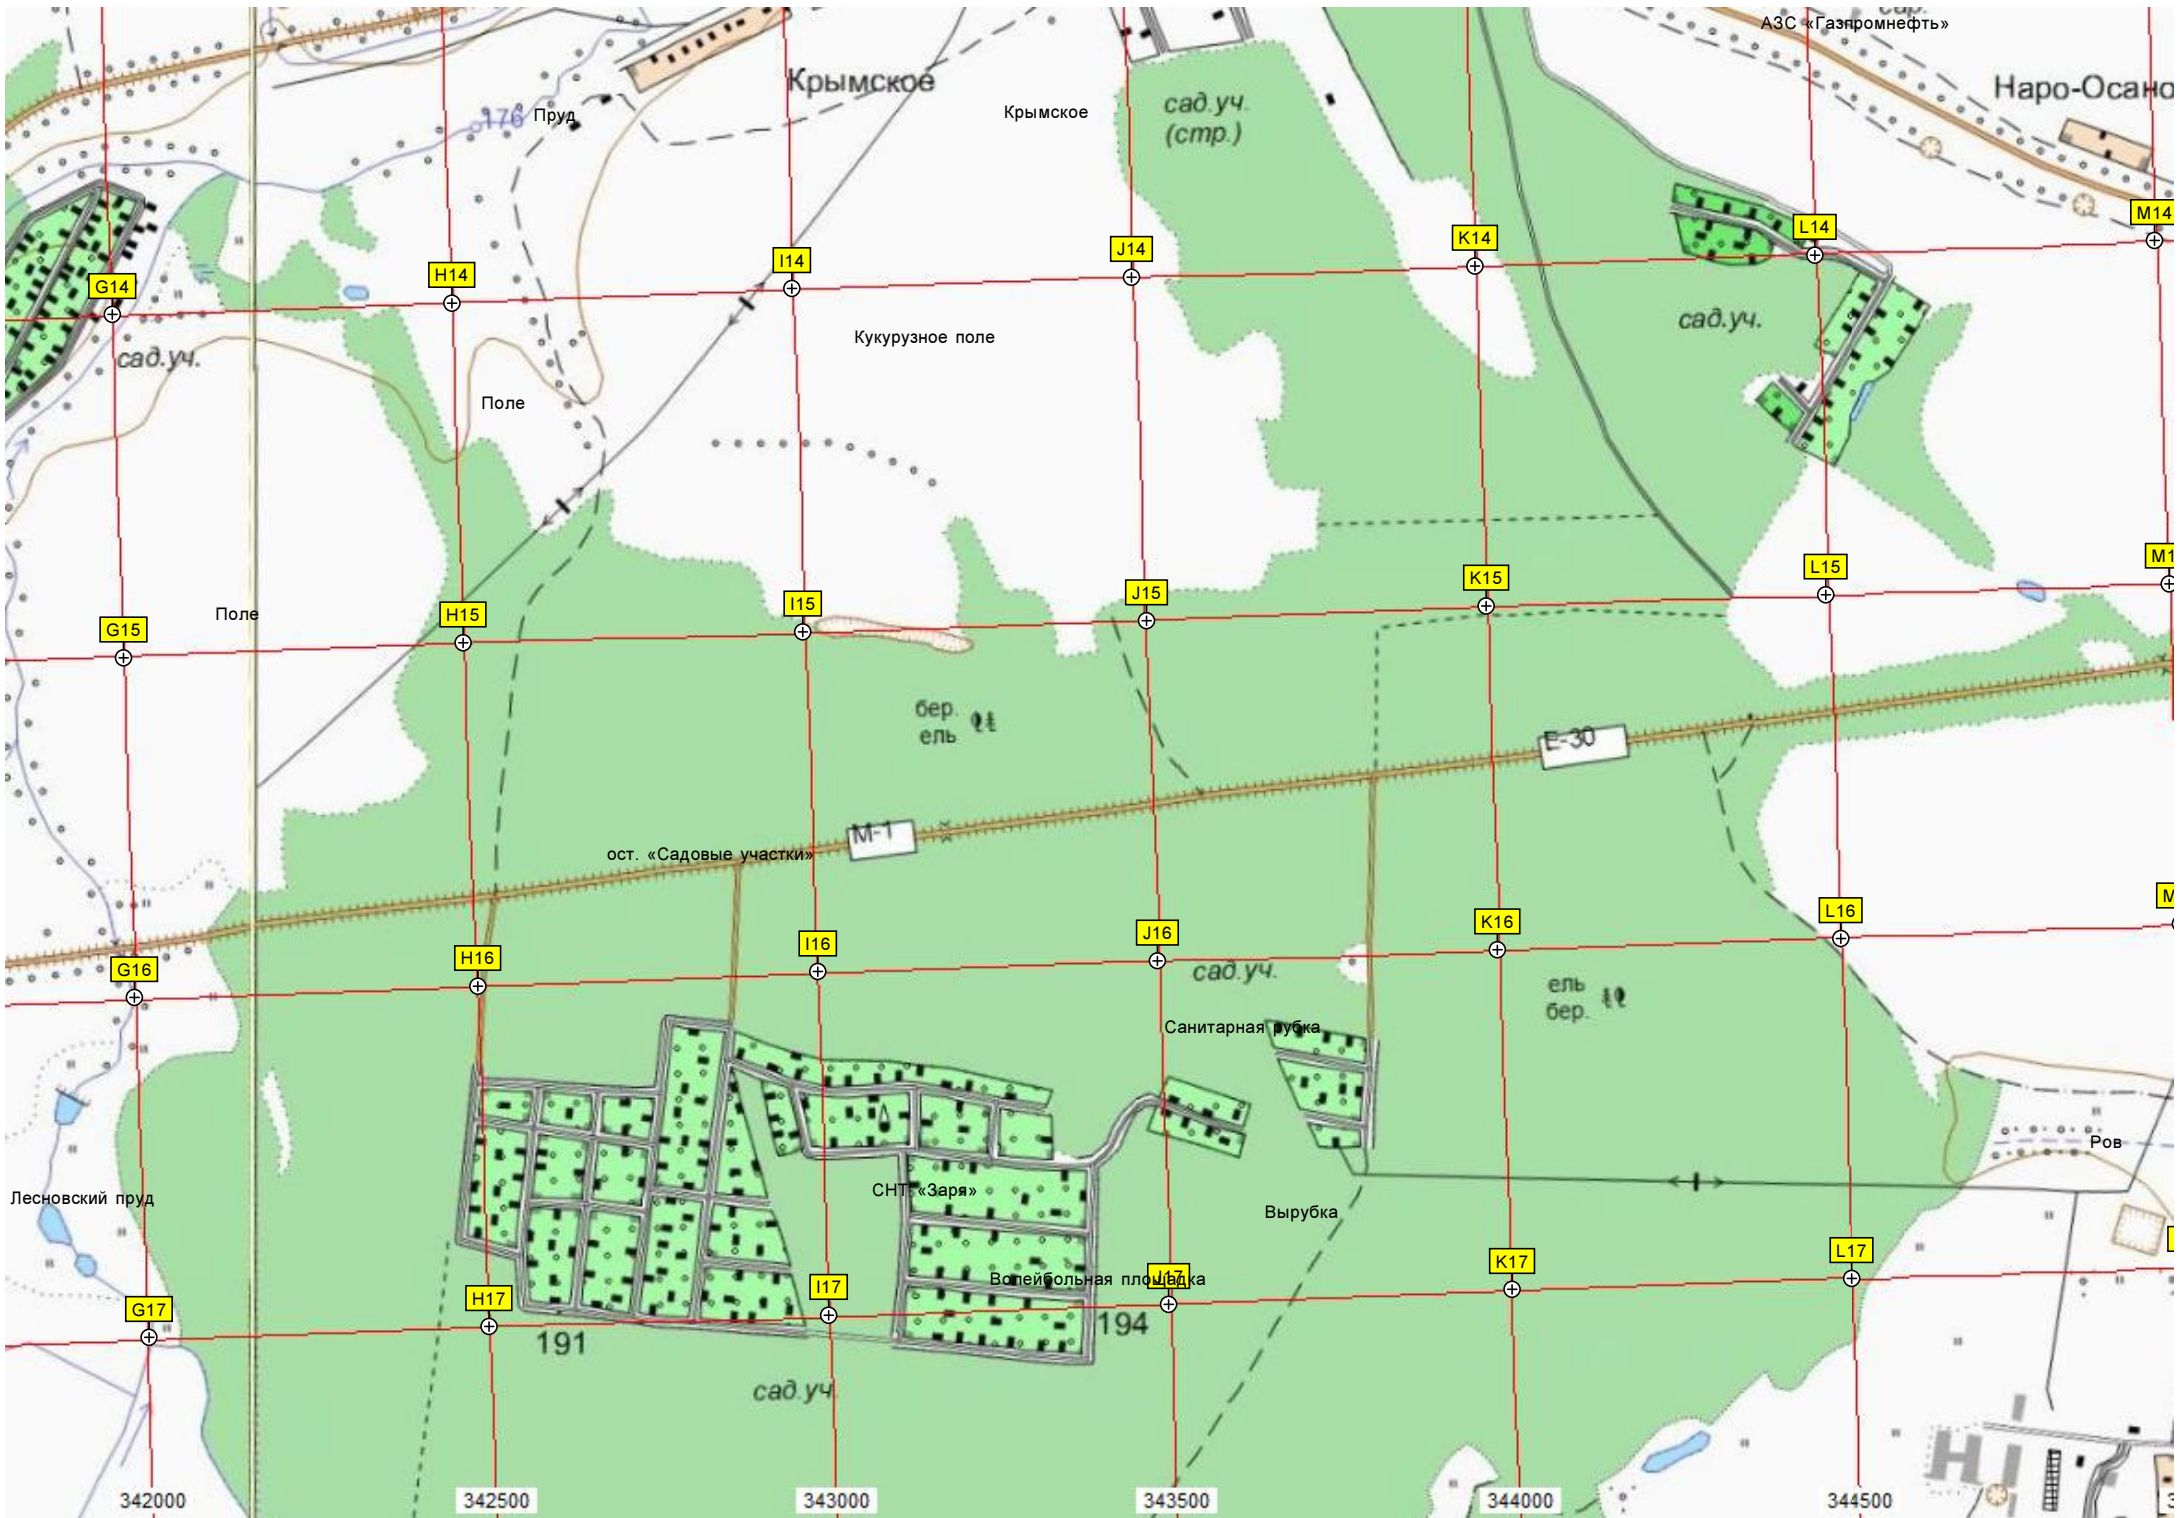 АЗС «Газпромнефть»
Крымское
Наро-Осано
Крымское
сад.уч.
(стр.)
176
Пруд
M14
L14
K14
J14
I14
H14
G14
сад.уч.
Кукурузное поле
сад.уч.
Поле
M1
L15
K15
J15
I15
H15
G15
Поле
бер.
ель
E-30
М-1
ост. «Садовые участки»
M
L16
K16
J16
I16
H16
G16
сад.уч.
ель
бер.
Санитарная рубка
Ров
Лесновский пруд
СНТ «Заря»
Вырубка
L17
K17
J17
Волейбольная площадка
I17
H17
G17
191
194
сад.уч.
342000
342500
343000
343500
344000
344500